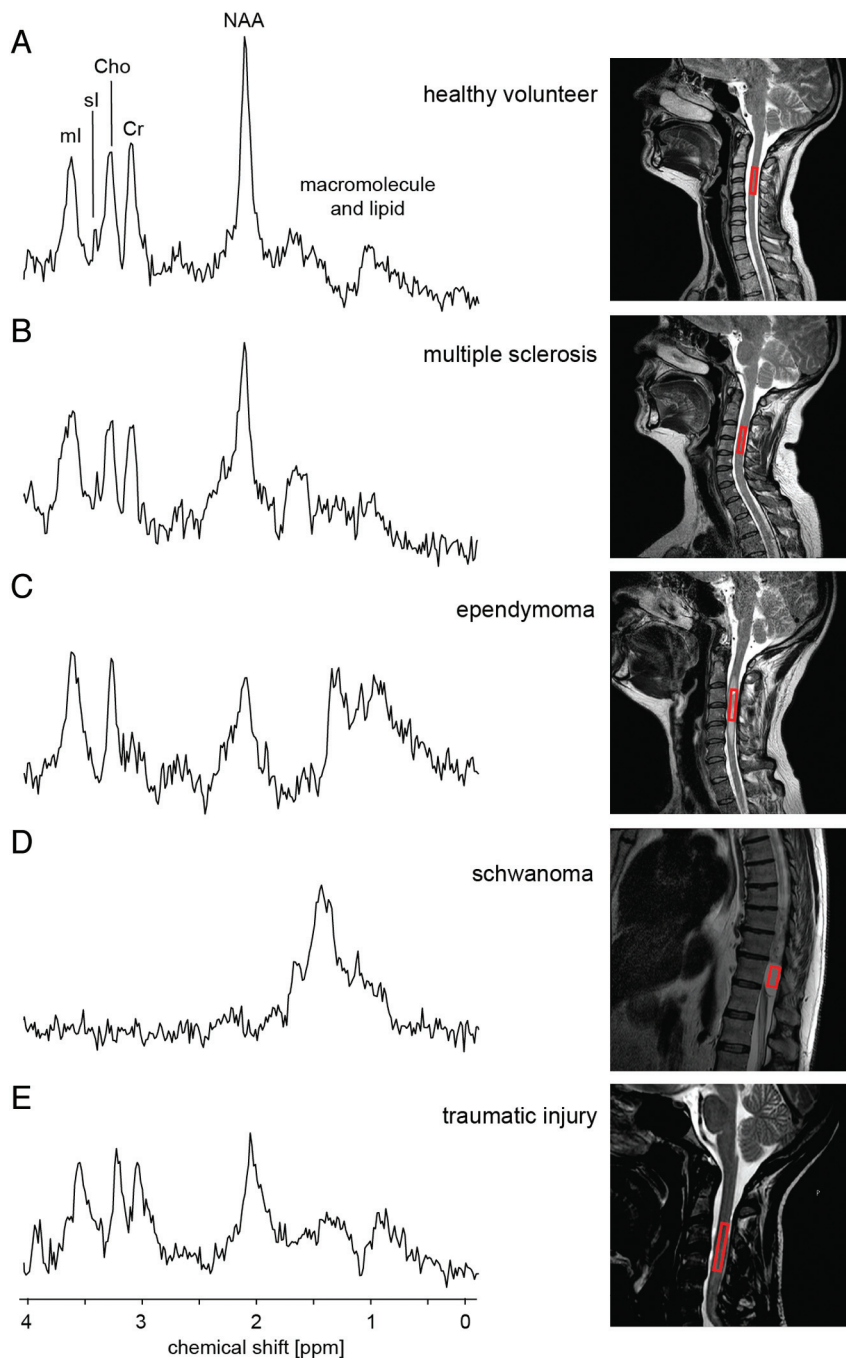 A
NAA
Cho
sI
mI
Cr
healthy volunteer
macromolecule
and lipid
B
multiple sclerosis
C
ependymoma
D
schwanoma
E
traumatic injury
P
4 3 2 1 0
chemical shift [ppm]